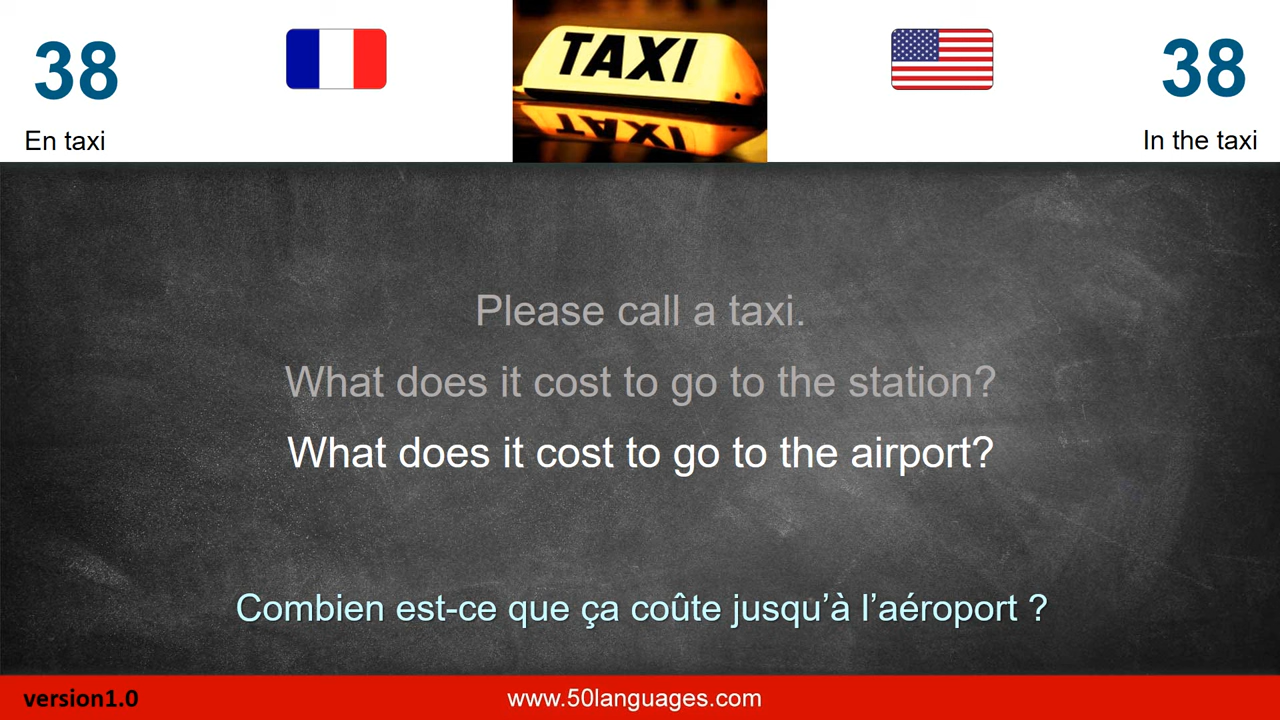 38
TAXI
38
En taxi
In the taxi
Please call a taxi.
What does it cost to go to the station?
What does it cost to go to the airport?
Combien est-ce que ça coûte jusqu’à l’aéroport ?
version1.0
www.50languages.com